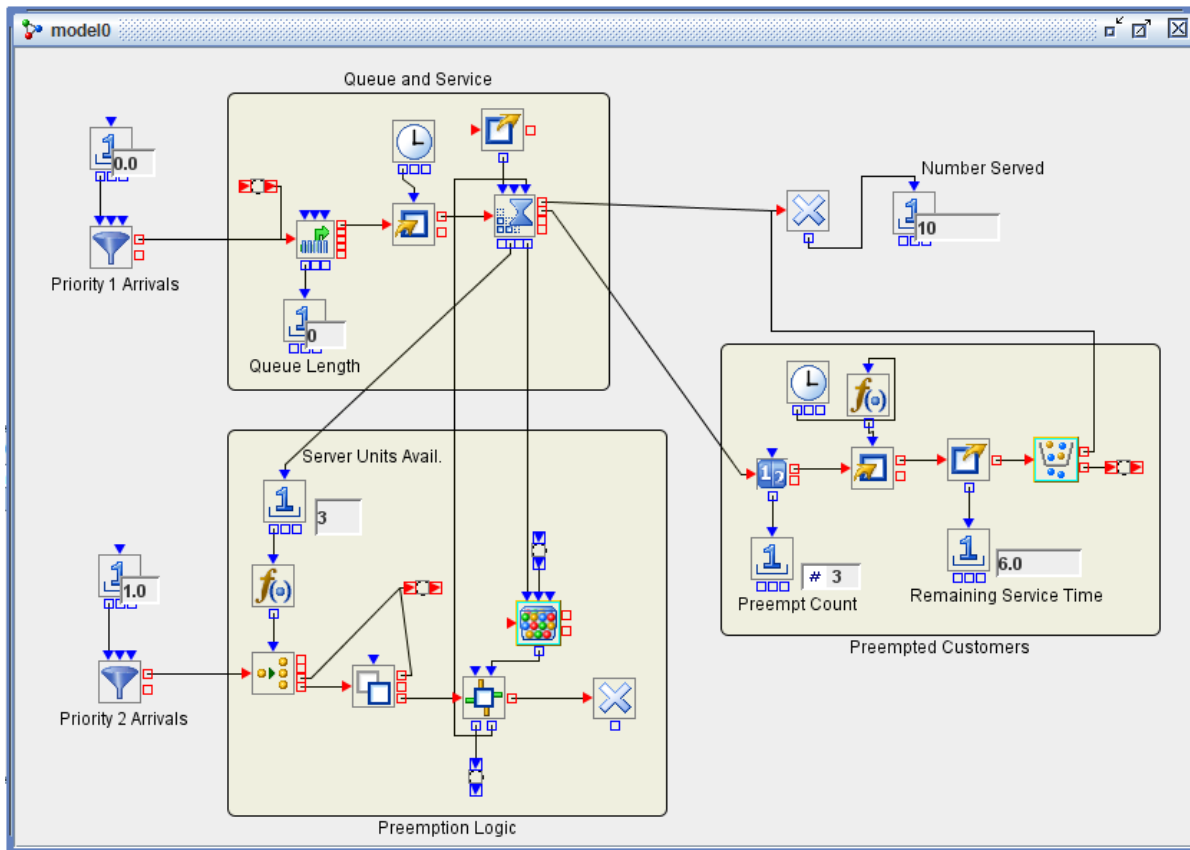 model0
Queue and Service
0.0
Number Served
10
Priority 1 Arrivals
0
Queue Length
Server Units Avail.
3
1.0
# 3
6.0
Preempt Count
Remaining Service Time
Preempted Customers
Priority 2 Arrivals
Preemption Logic